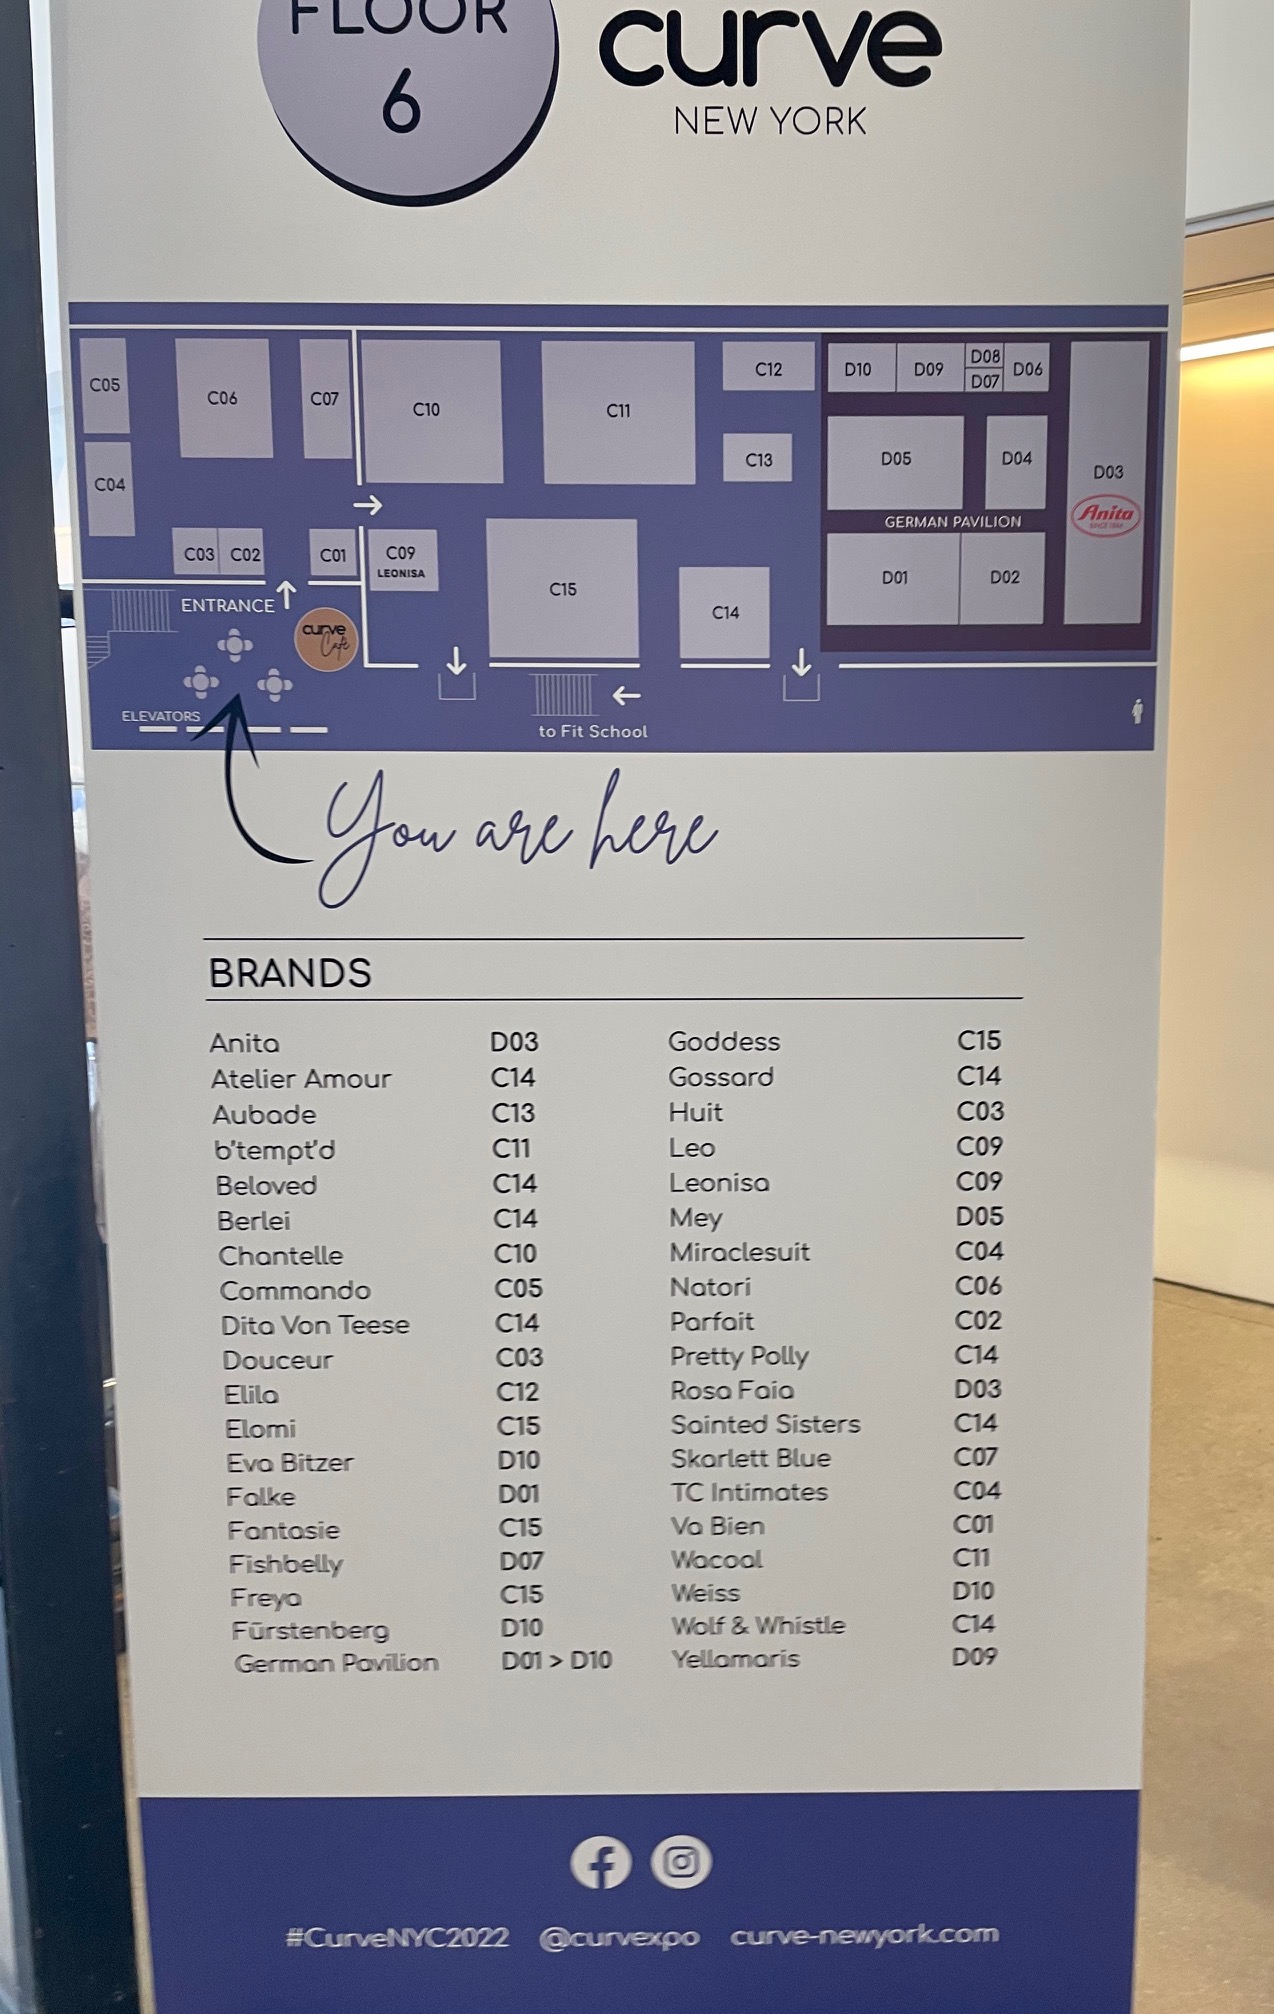 FLOOR
6
curve
NEW YORK
C05
C06
C07
C10
C11
C12
D10
D09
D08
D07
D06
C04
C13
D05
D04
D03
Anita
SINCE 1886
GERMAN PAVILION
C03
C02
C01
C09
LEONISA
C15
C14
D01
D02
ENTRANCE
curve
Café
ELEVATORS
to Fit School
You are here
BRANDS
Anita D03
Atelier Amour C14
Aubade C13
b'tempt'd C11
Beloved C14
Berlei C14
Chantelle C10
Commando C05
Dita Von Teese C14
Douceur C03
Elila C12
Elomi C15
Eva Bitzer D10
Falke D01
Fantasie C15
Fishbelly D07
Freya C15
Fürstenberg D10
German Pavilion D01 > D10
Goddess C15
Gossard C14
Huit C03
Leo C09
Leonisa C09
Mey D05
Miraclesuit C04
Natori C06
Parfait C02
Pretty Polly C14
Rosa Faia D03
Sainted Sisters C14
Skarlett Blue C07
TC Intimates C04
Va Bien C01
Wacoal C11
Weiss D10
Wolf & Whistle C14
Yellamaris D09
#CurveNYC2022 @curvexpo curve-newyork.com